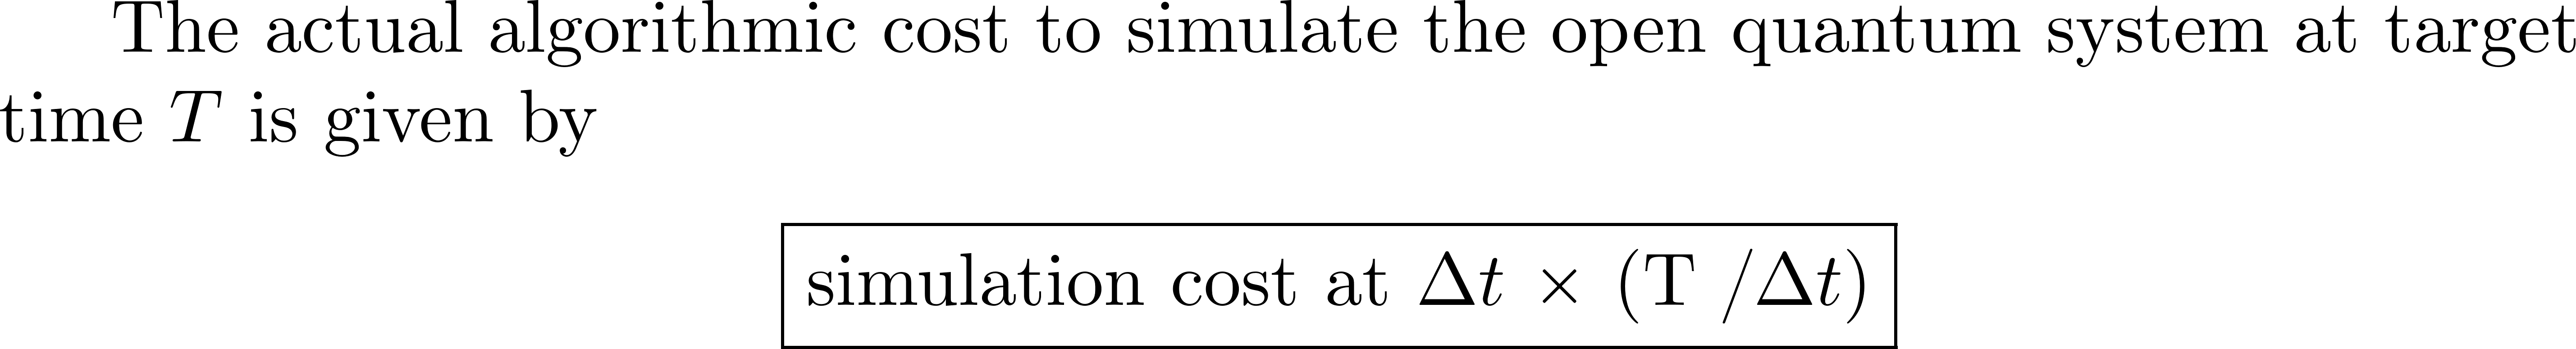 The actual algorithmic cost to simulate the open quantum system at target
time T is given by
simulation cost at Δt × (T /Δt)